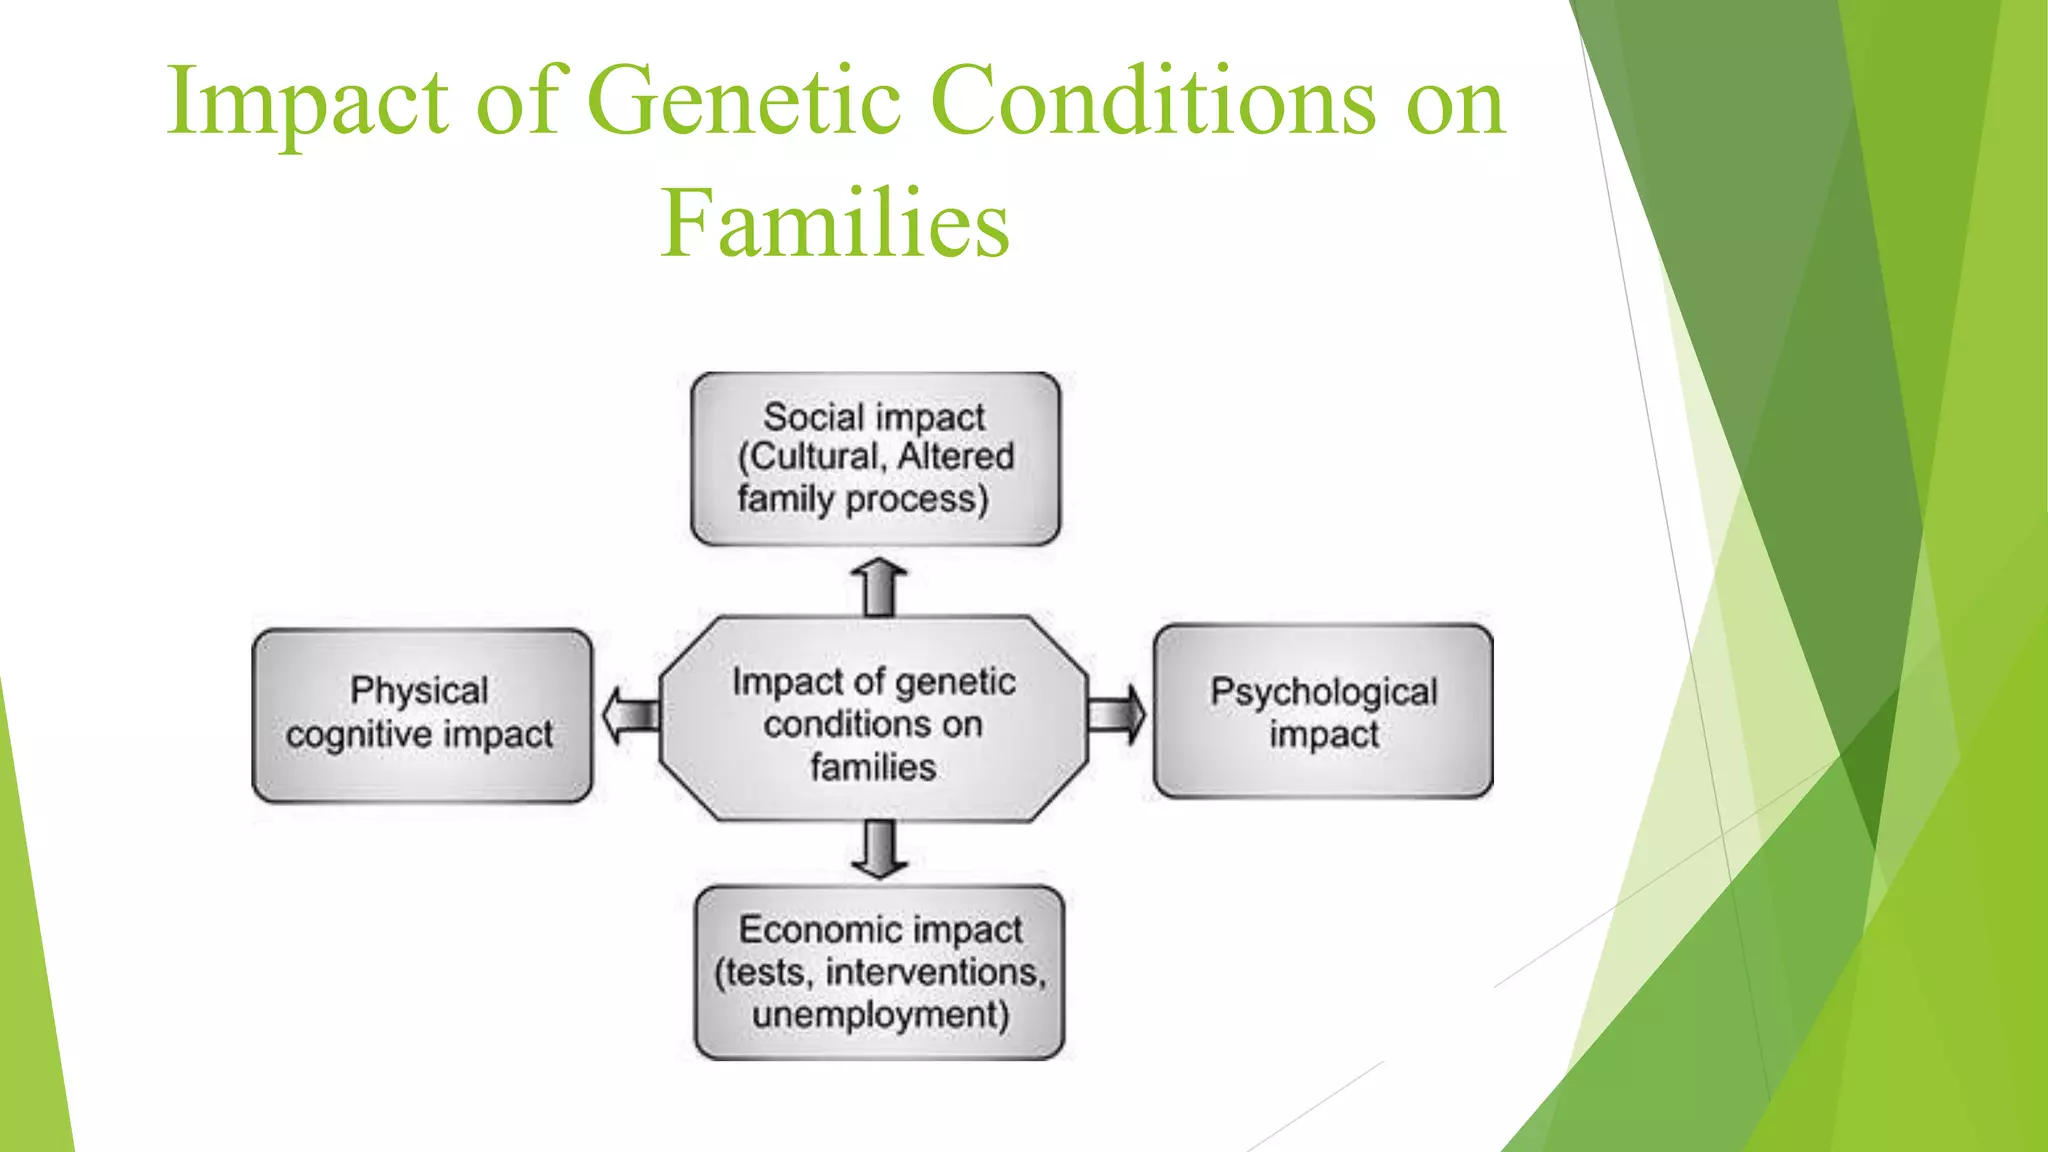 Impact of Genetic Conditions on
Families
Social impact
(Cultural, Altered
family process)
Physical
cognitive impact
Impact of genetic
conditions on
families
Psychological
impact
Economic impact
(tests, interventions,
unemployment)